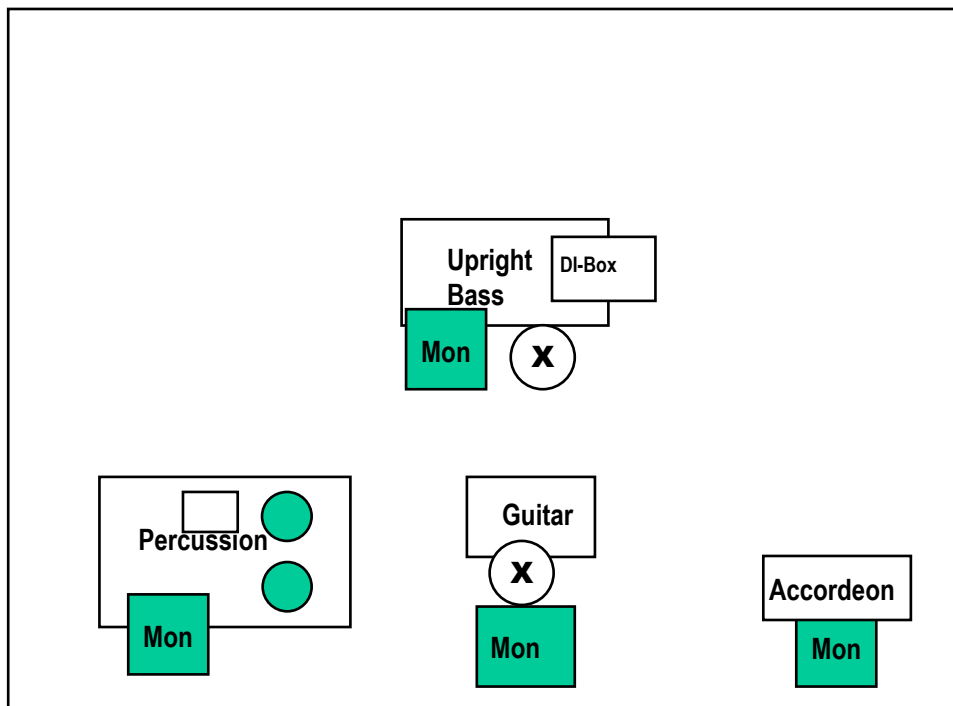 Upright
Bass
DI-Box
Mon
X
Percussion
Guitar
X
Accordeon
Mon
Mon
Mon